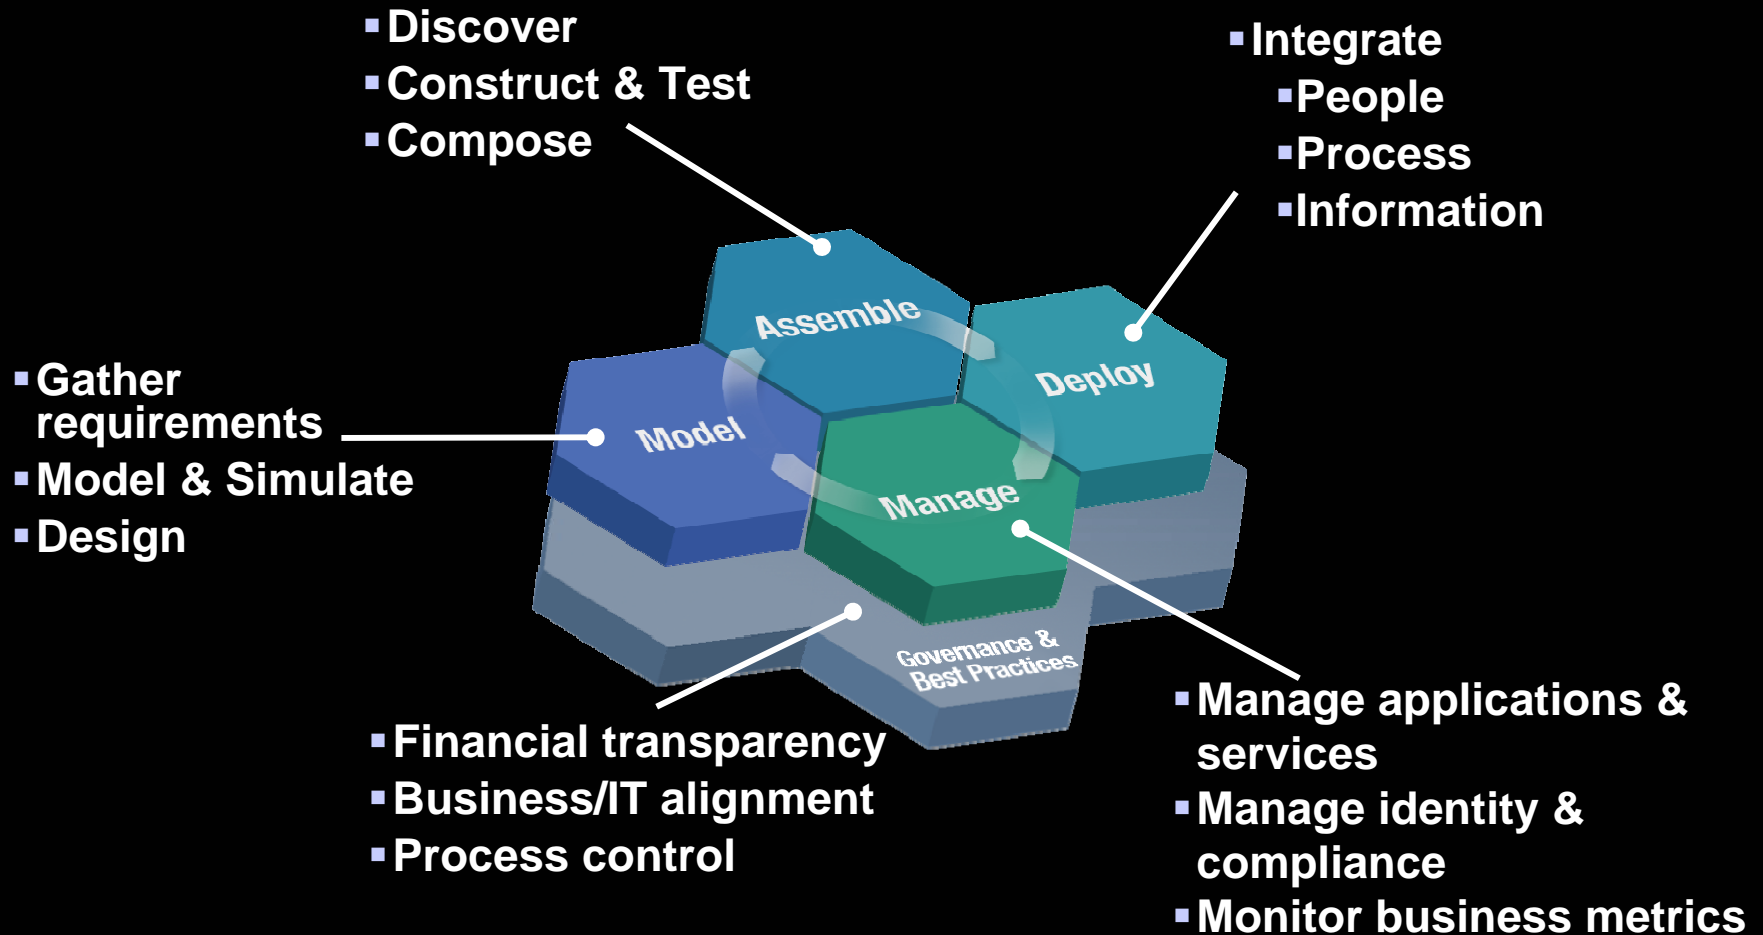 ▪Discover
▪Construct & Test
▪Compose
▪Integrate
▪People
▪Process
▪Information
Assemble
Deploy
Model
Manage
▪Gather
requirements
▪Model & Simulate
▪Design
Governance &
Best Practices
▪Financial transparency
▪Business/IT alignment
▪Process control
▪Manage applications &
services
▪Manage identity &
compliance
▪Monitor business metrics